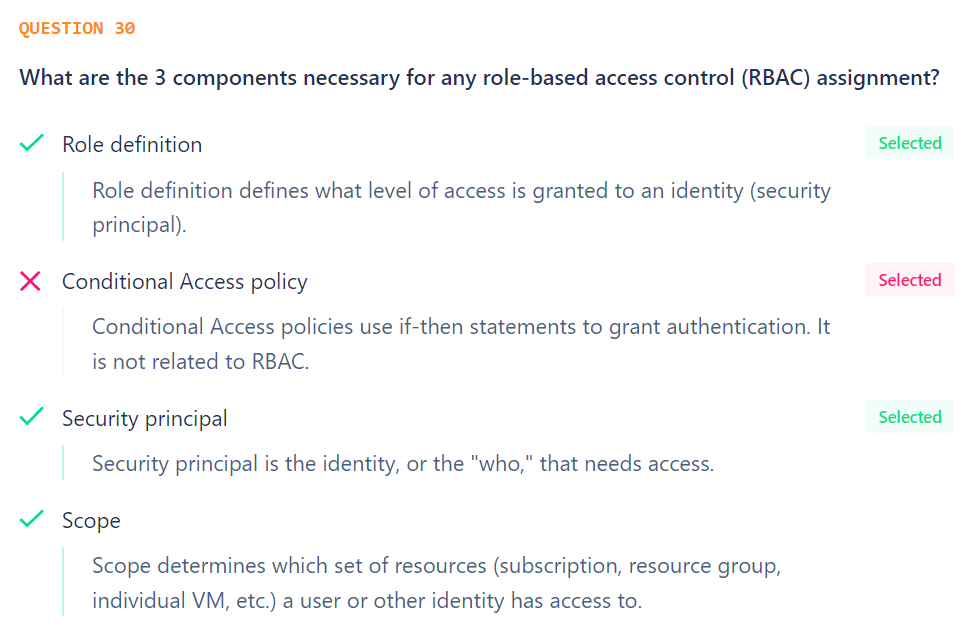 QUESTION 30
What are the 3 components necessary for any role-based access control (RBAC) assignment?
Role definition
Selected
Role definition defines what level of access is granted to an identity (security
principal).
Conditional Access policy
Selected
Conditional Access policies use if-then statements to grant authentication. It
is not related to RBAC.
Security principal
Selected
Security principal is the identity, or the "who," that needs access.
Scope
Scope determines which set of resources (subscription, resource group,
individual VM, etc.) a user or other identity has access to.